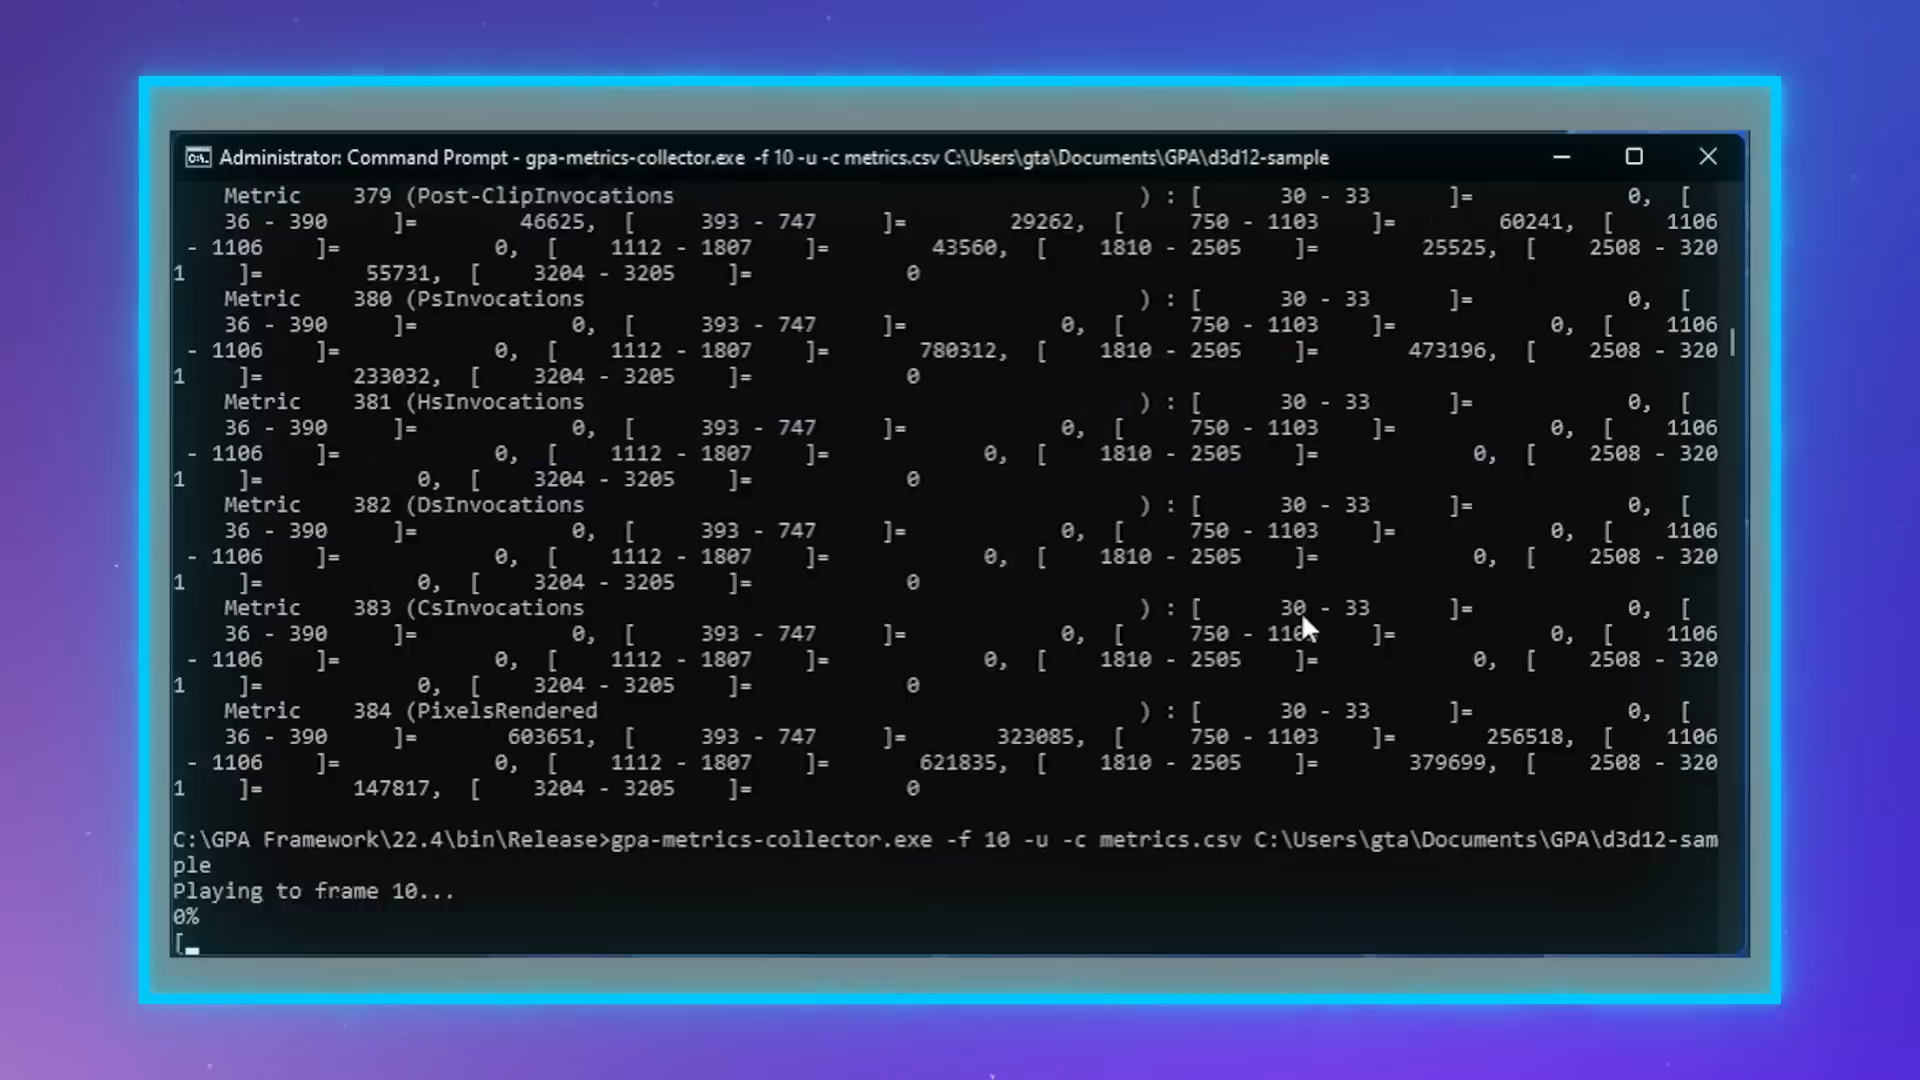 Administrator: Command Prompt - gpa-metrics-collector.exe -f 10 -u -c metrics.csv C:\Users\gta\Documents\GPA\d3d12-sample
Metric 379 (Post-ClipInvocations ) : [ 30 - 33 ]= 0, [
36 - 390 ]= 46625, [ 393 - 747 ]= 29262, [ 750 - 1103 ]= 60241, [ 1106
- 1106 ]= 0, [ 1112 - 1807 ]= 43560, [ 1810 - 2505 ]= 25525, [ 2508 - 320
1 ]= 55731, [ 3204 - 3205 ]= 0
Metric 380 (PsInvocations ) : [ 30 - 33 ]= 0, [
36 - 390 ]= 0, [ 393 - 747 ]= 0, [ 750 - 1103 ]= 0, [ 1106
- 1106 ]= 0, [ 1112 - 1807 ]= 780312, [ 1810 - 2505 ]= 473196, [ 2508 - 320
1 ]= 233032, [ 3204 - 3205 ]= 0
Metric 381 (HsInvocations ) : [ 30 - 33 ]= 0, [
36 - 390 ]= 0, [ 393 - 747 ]= 0, [ 750 - 1103 ]= 0, [ 1106
- 1106 ]= 0, [ 1112 - 1807 ]= 0, [ 1810 - 2505 ]= 0, [ 2508 - 320
1 ]= 0, [ 3204 - 3205 ]= 0
Metric 382 (DsInvocations ) : [ 30 - 33 ]= 0, [
36 - 390 ]= 0, [ 393 - 747 ]= 0, [ 750 - 1103 ]= 0, [ 1106
- 1106 ]= 0, [ 1112 - 1807 ]= 0, [ 1810 - 2505 ]= 0, [ 2508 - 320
1 ]= 0, [ 3204 - 3205 ]= 0
Metric 383 (CsInvocations ) : [ 30 - 33 ]= 0, [
36 - 390 ]= 0, [ 393 - 747 ]= 0, [ 750 - 1103 ]= 0, [ 1106
- 1106 ]= 0, [ 1112 - 1807 ]= 0, [ 1810 - 2505 ]= 0, [ 2508 - 320
1 ]= 0, [ 3204 - 3205 ]= 0
Metric 384 (PixelsRendered ) : [ 30 - 33 ]= 0, [
36 - 390 ]= 603651, [ 393 - 747 ]= 323085, [ 750 - 1103 ]= 256518, [ 1106
- 1106 ]= 0, [ 1112 - 1807 ]= 621835, [ 1810 - 2505 ]= 379699, [ 2508 - 320
1 ]= 147817, [ 3204 - 3205 ]= 0
C:\GPA Framework\22.4\bin\Release>gpa-metrics-collector.exe -f 10 -u -c metrics.csv C:\Users\gta\Documents\GPA\d3d12-sam
ple
Playing to frame 10...
0%
[